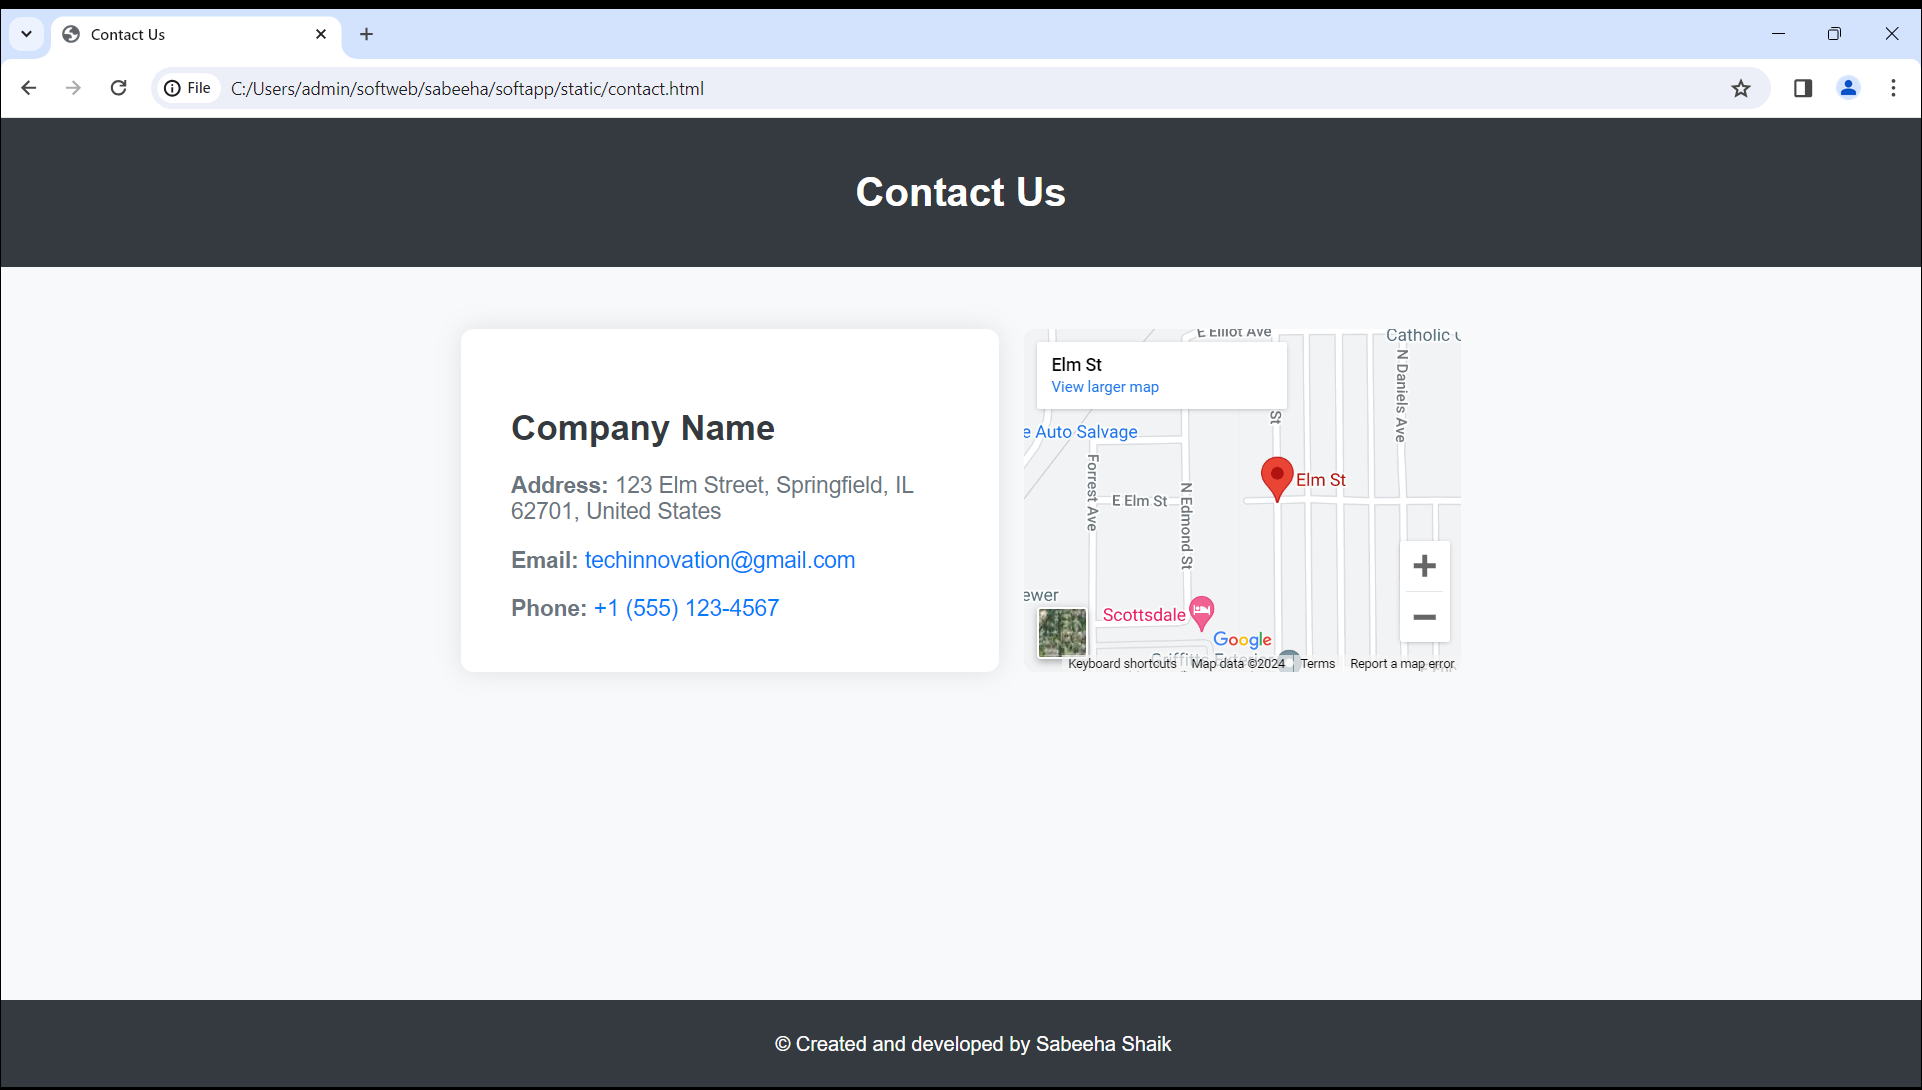 Contact Us
File
C:/Users/admin/softweb/sabeeha/softapp/static/contact.html
Contact Us
Company Name
Address: 123 Elm Street, Springfield, IL
62701, United States
Email: techinnovation@gmail.com
Phone: +1 (555) 123-4567
E Elliot Ave
Catholic
Elm St
View larger map
St
N Daniels Ave
e Auto Salvage
Forrest Ave
Elm St
E Elm St
N Edmond St
ewer
Scottsdale
Google
Keyboard shortcuts
Map data ©2024
Terms
Report a map error
© Created and developed by Sabeeha Shaik